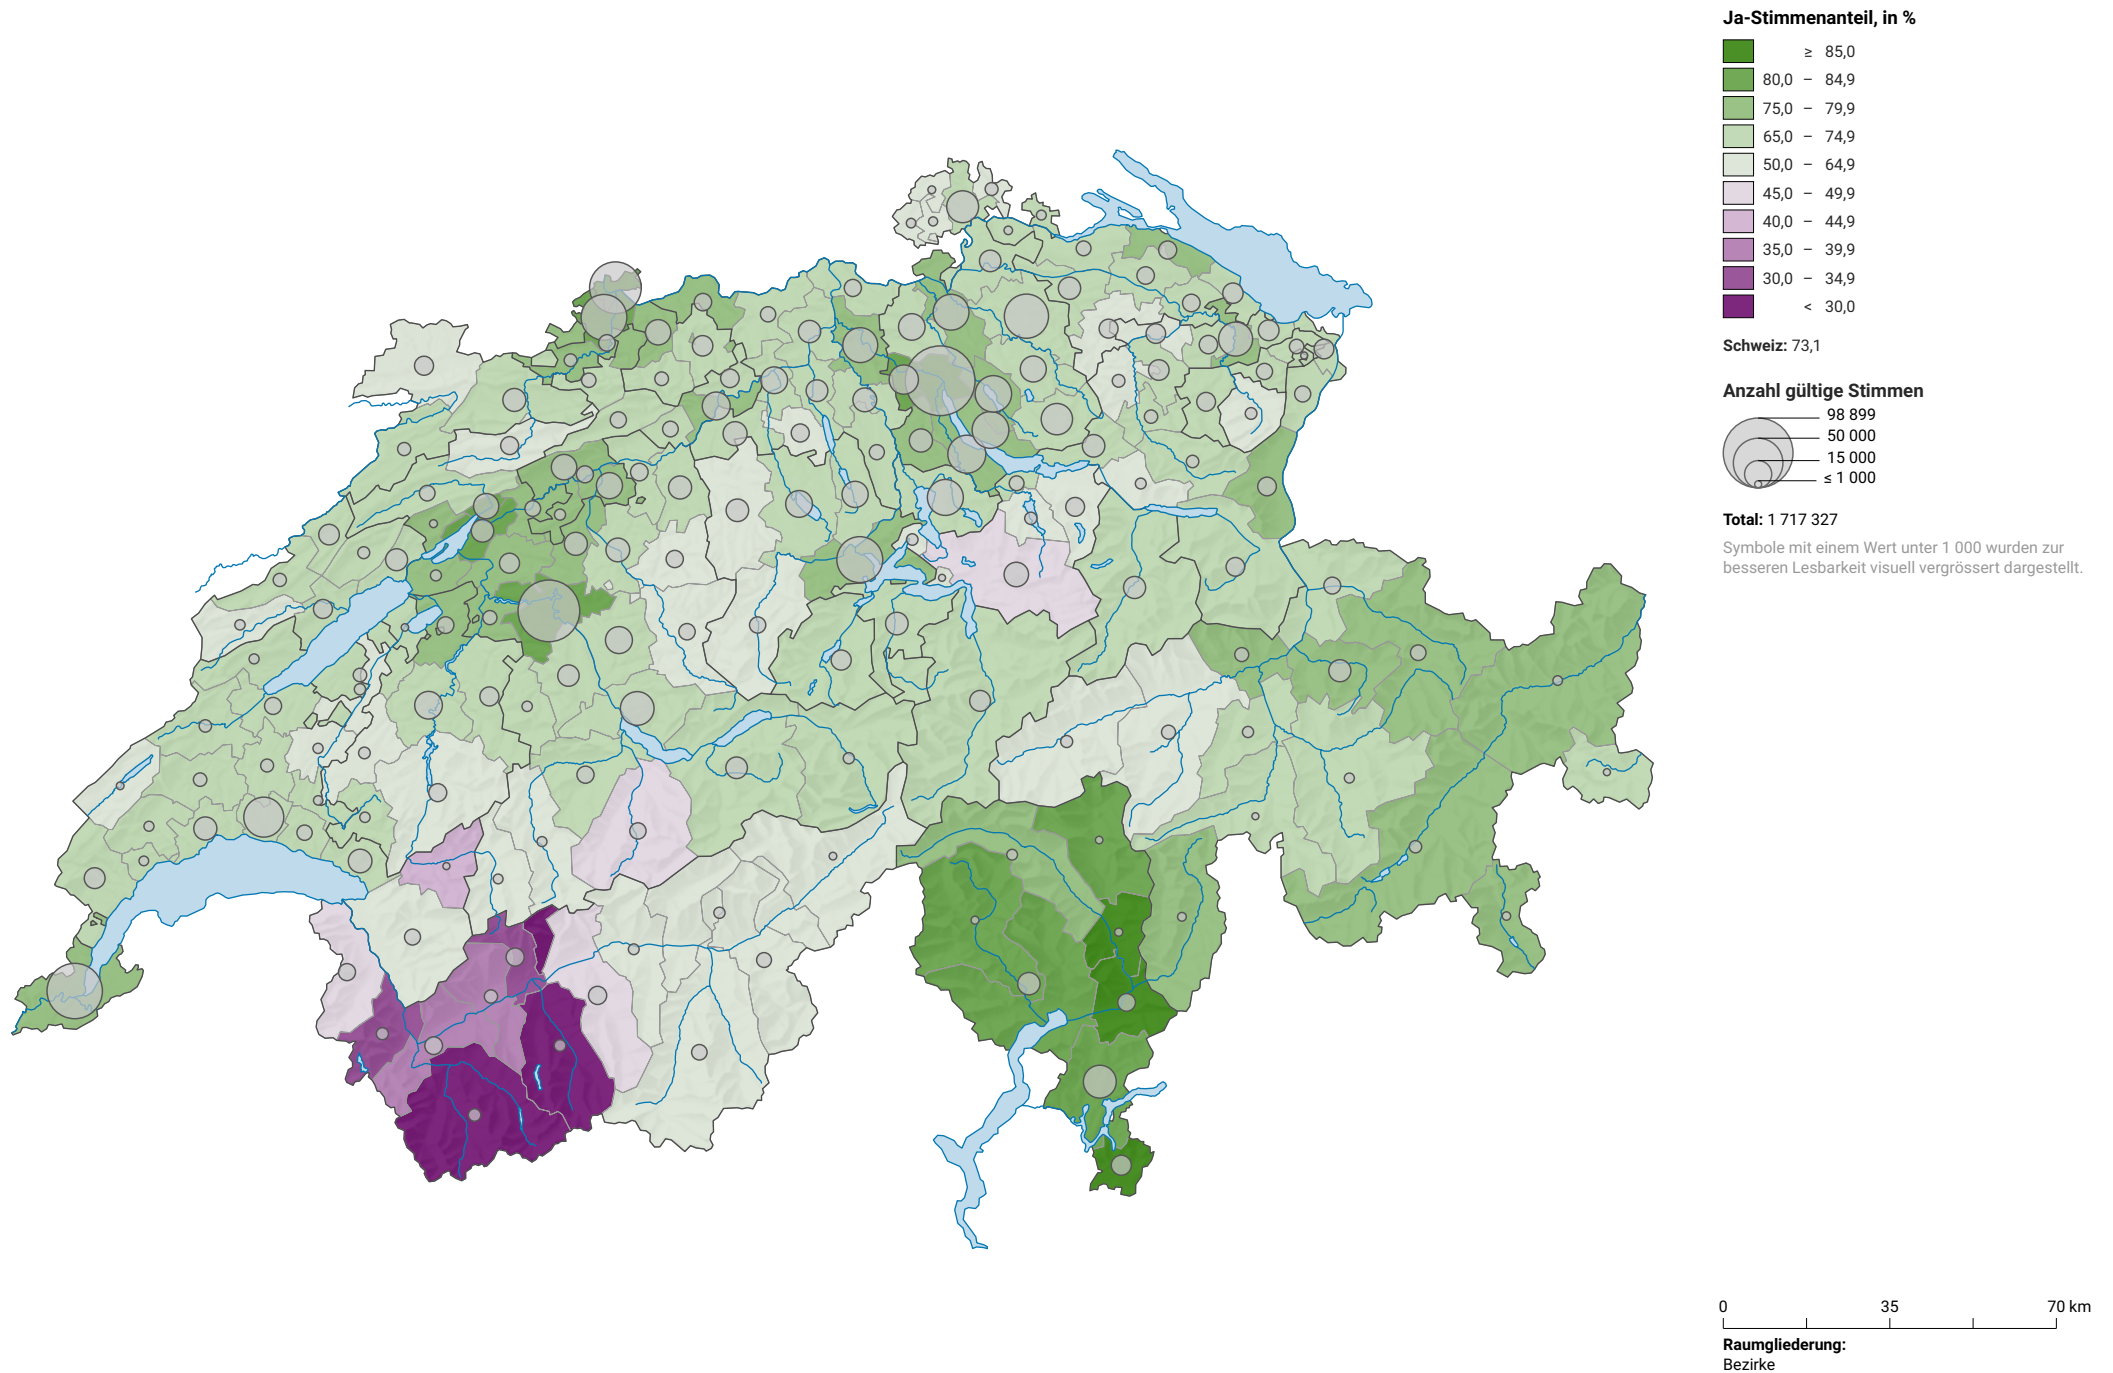 Ja-Stimmenanteil, in %
≥ 85,0
80,0 – 84,9
75,0 – 79,9
65,0 – 74,9
50,0 – 64,9
45,0 – 49,9
40,0 – 44,9
35,0 – 39,9
30,0 – 34,9
< 30,0
Schweiz: 73,1
Anzahl gültige Stimmen
98 899
50 000
15 000
≤ 1 000
Total: 1 717 327
Symbole mit einem Wert unter 1 000 wurden zur
besseren Lesbarkeit visuell vergrössert dargestellt.
0 35 70 km
Raumgliederung:
Bezirke